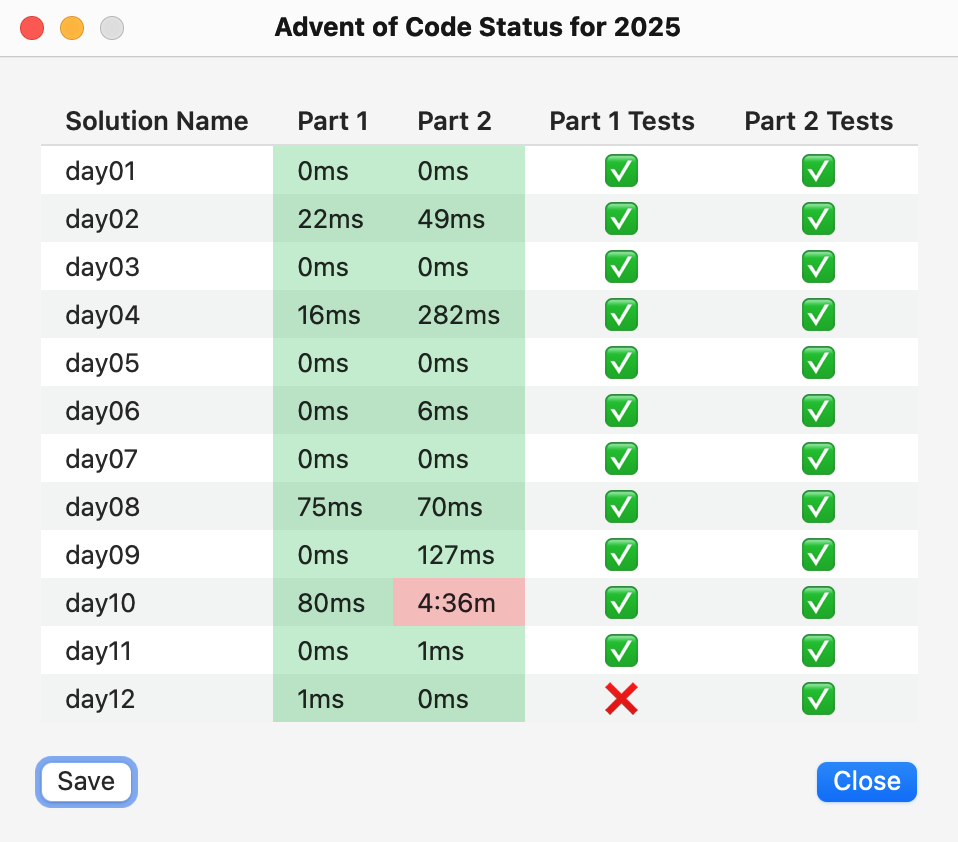 Advent of Code Status for 2025
Solution Name Part 1 Part 2 Part 1 Tests Part 2 Tests
day01 0ms 0ms ✅ ✅
day02 22ms 49ms ✅ ✅
day03 0ms 0ms ✅ ✅
day04 16ms 282ms ✅ ✅
day05 0ms 0ms ✅ ✅
day06 0ms 6ms ✅ ✅
day07 0ms 0ms ✅ ✅
day08 75ms 70ms ✅ ✅
day09 0ms 127ms ✅ ✅
day10 80ms 4:36m ✅ ✅
day11 0ms 1ms ✅ ✅
day12 1ms 0ms ❌ ✅
Save Close